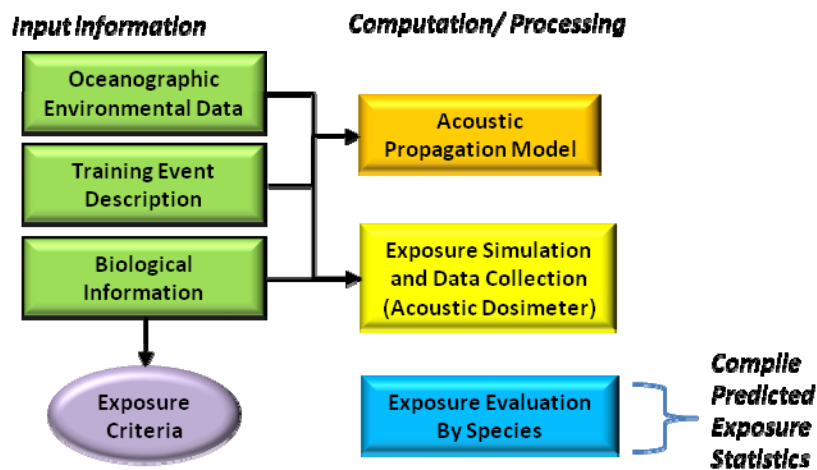 Input Information
Computation/ Processing
Oceanographic
Environmental Data
Training Event
Description
Biological
Information
Exposure
Criteria
Acoustic
Propagation Model
Exposure Simulation
and Data Collection
(Acoustic Dosimeter)
Exposure Evaluation
By Species
Compile
Predicted
Exposure
Statistics